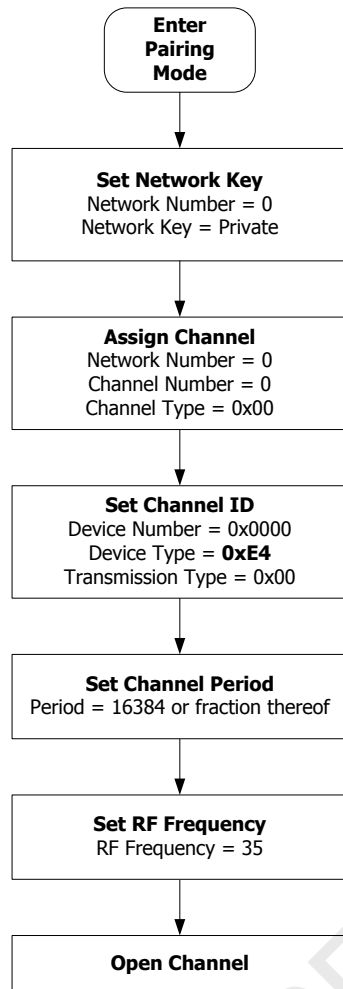 Enter
Pairing
Mode
Set Network Key
Network Number = 0
Network Key = Private
Assign Channel
Network Number = 0
Channel Number = 0
Channel Type = 0x00
Set Channel ID
Device Number = 0x0000
Device Type = 0xE4
Transmission Type = 0x00
Set Channel Period
Period = 16384 or fraction thereof
Set RF Frequency
RF Frequency = 35
Open Channel